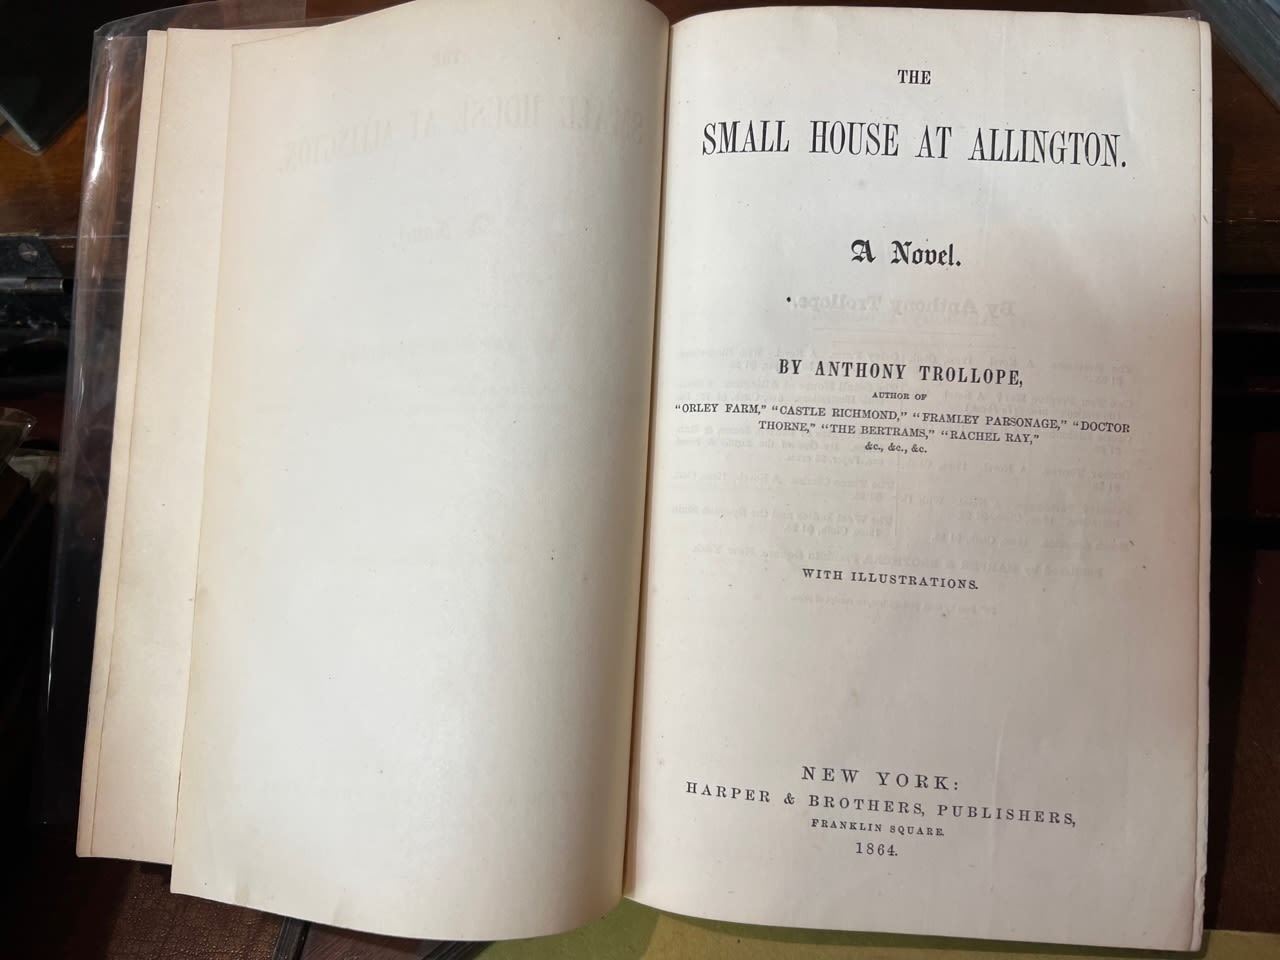 THE
SMALL HOUSE AT ALLINGTON.
A Novel.
BY ANTHONY TROLLOPE,
AUTHOR OF
"ORLEY FARM," "CASTLE RICHMOND," "FRAMLEY PARSONAGE," "DOCTOR
THORNE," "THE BERTRAMS," "RACHEL RAY,"
&c., &c., &c.
WITH ILLUSTRATIONS.
NEW YORK:
HARPER & BROTHERS, PUBLISHERS,
FRANKLIN SQUARE.
1864.